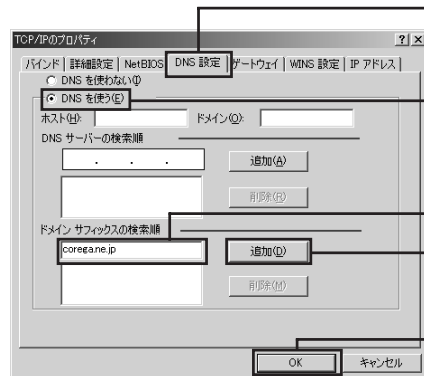 TCP/IPのプロパティ
バインド 詳細設定 NetBIOS DNS 設定 ゲートウェイ WINS 設定 IP アドレス
DNS を使わない(I)
DNS を使う(E)
ホスト(H): ドメイン(O):
DNS サーバーの検索順
. . . 追加(A)
削除(R)
ドメイン サフィックスの検索順
corega.ne.jp 追加(D)
削除(M)
OK キャンセル